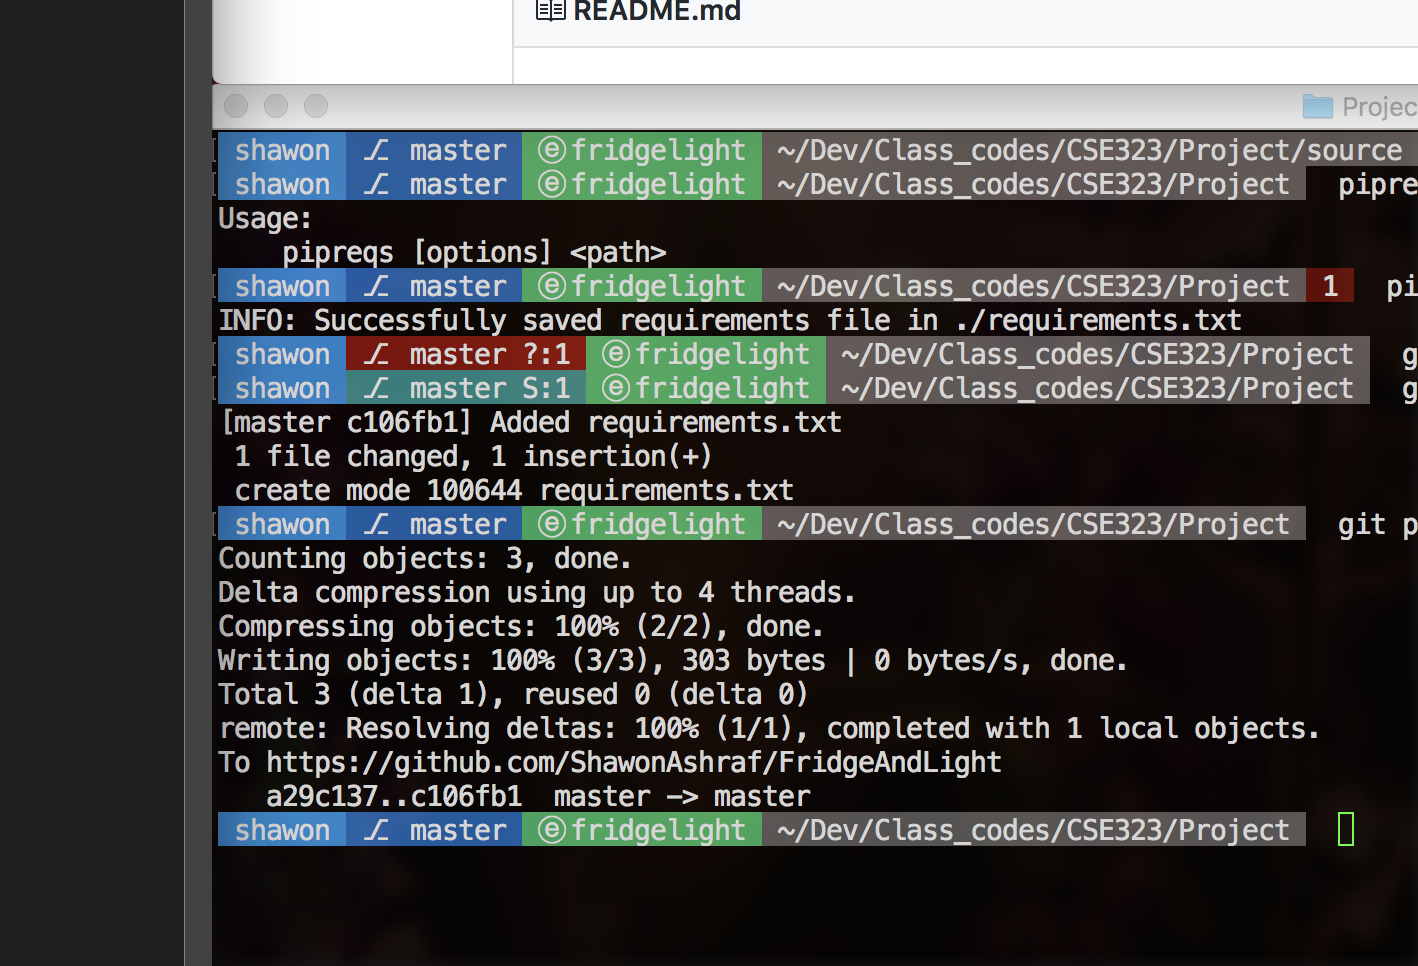 README.md
Projec
shawon ⎇ master ⓔ fridgelight ~/Dev/Class_codes/CSE323/Project/source
shawon ⎇ master ⓔ fridgelight ~/Dev/Class_codes/CSE323/Project pipre
Usage:
pipreqs [options] <path>
shawon ⎇ master ⓔ fridgelight ~/Dev/Class_codes/CSE323/Project 1 pi
INFO: Successfully saved requirements file in ./requirements.txt
shawon ⎇ master ?:1 ⓔ fridgelight ~/Dev/Class_codes/CSE323/Project g
shawon ⎇ master S:1 ⓔ fridgelight ~/Dev/Class_codes/CSE323/Project g
[master c106fb1] Added requirements.txt
1 file changed, 1 insertion(+)
create mode 100644 requirements.txt
shawon ⎇ master ⓔ fridgelight ~/Dev/Class_codes/CSE323/Project git p
Counting objects: 3, done.
Delta compression using up to 4 threads.
Compressing objects: 100% (2/2), done.
Writing objects: 100% (3/3), 303 bytes | 0 bytes/s, done.
Total 3 (delta 1), reused 0 (delta 0)
remote: Resolving deltas: 100% (1/1), completed with 1 local objects.
To https://github.com/ShawonAshraf/FridgeAndLight
a29c137..c106fb1 master -> master
shawon ⎇ master ⓔ fridgelight ~/Dev/Class_codes/CSE323/Project